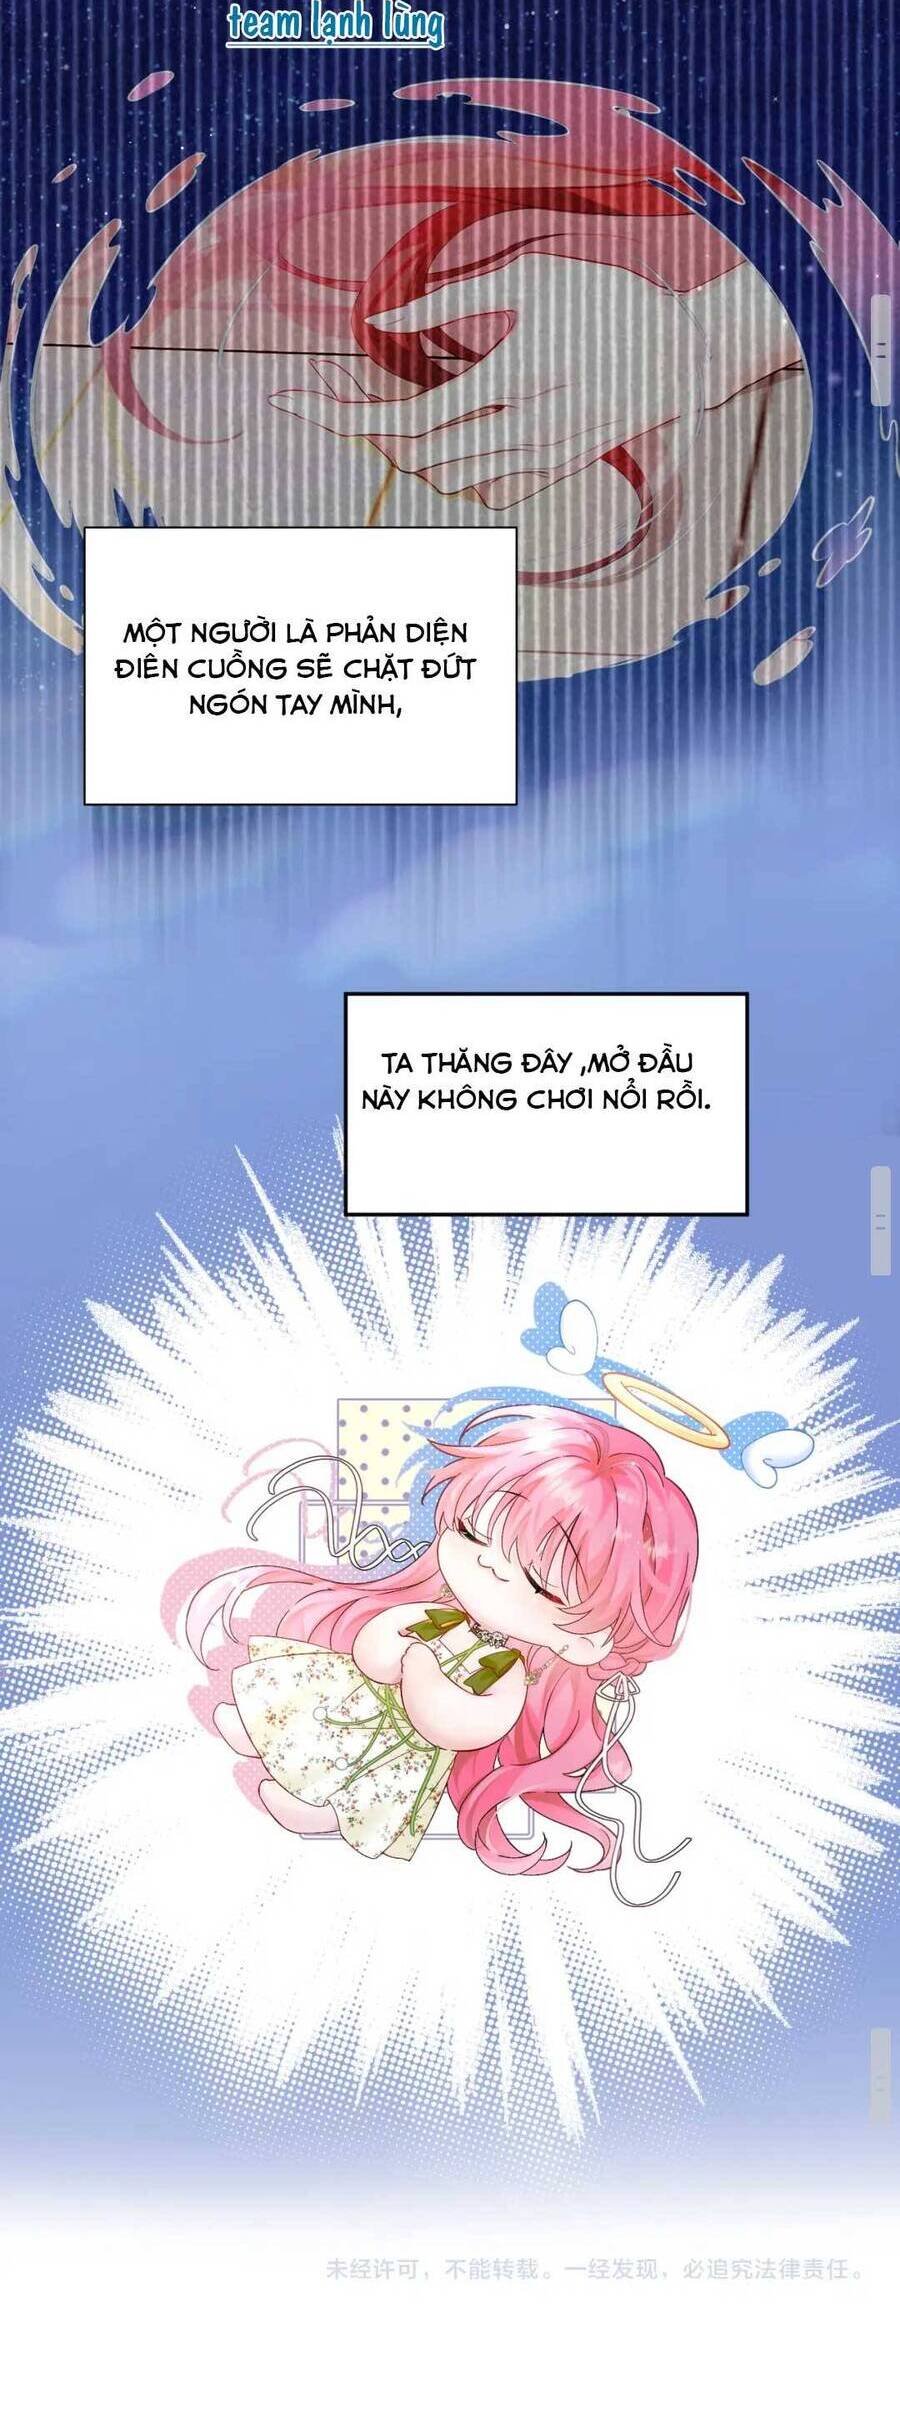 team lạnh lùng
MỘT NGƯỜI LÀ PHẢN DIỆN
ĐIÊN CUỒNG SẼ CHẶT ĐỨT
NGÓN TAY MÌNH,
TA THĂNG ĐÂY ,MỞ ĐẦU
NÀY KHÔNG CHƠI NỔI RỒI.
未经许可，不能转载。一经发现，必追究法律责任。